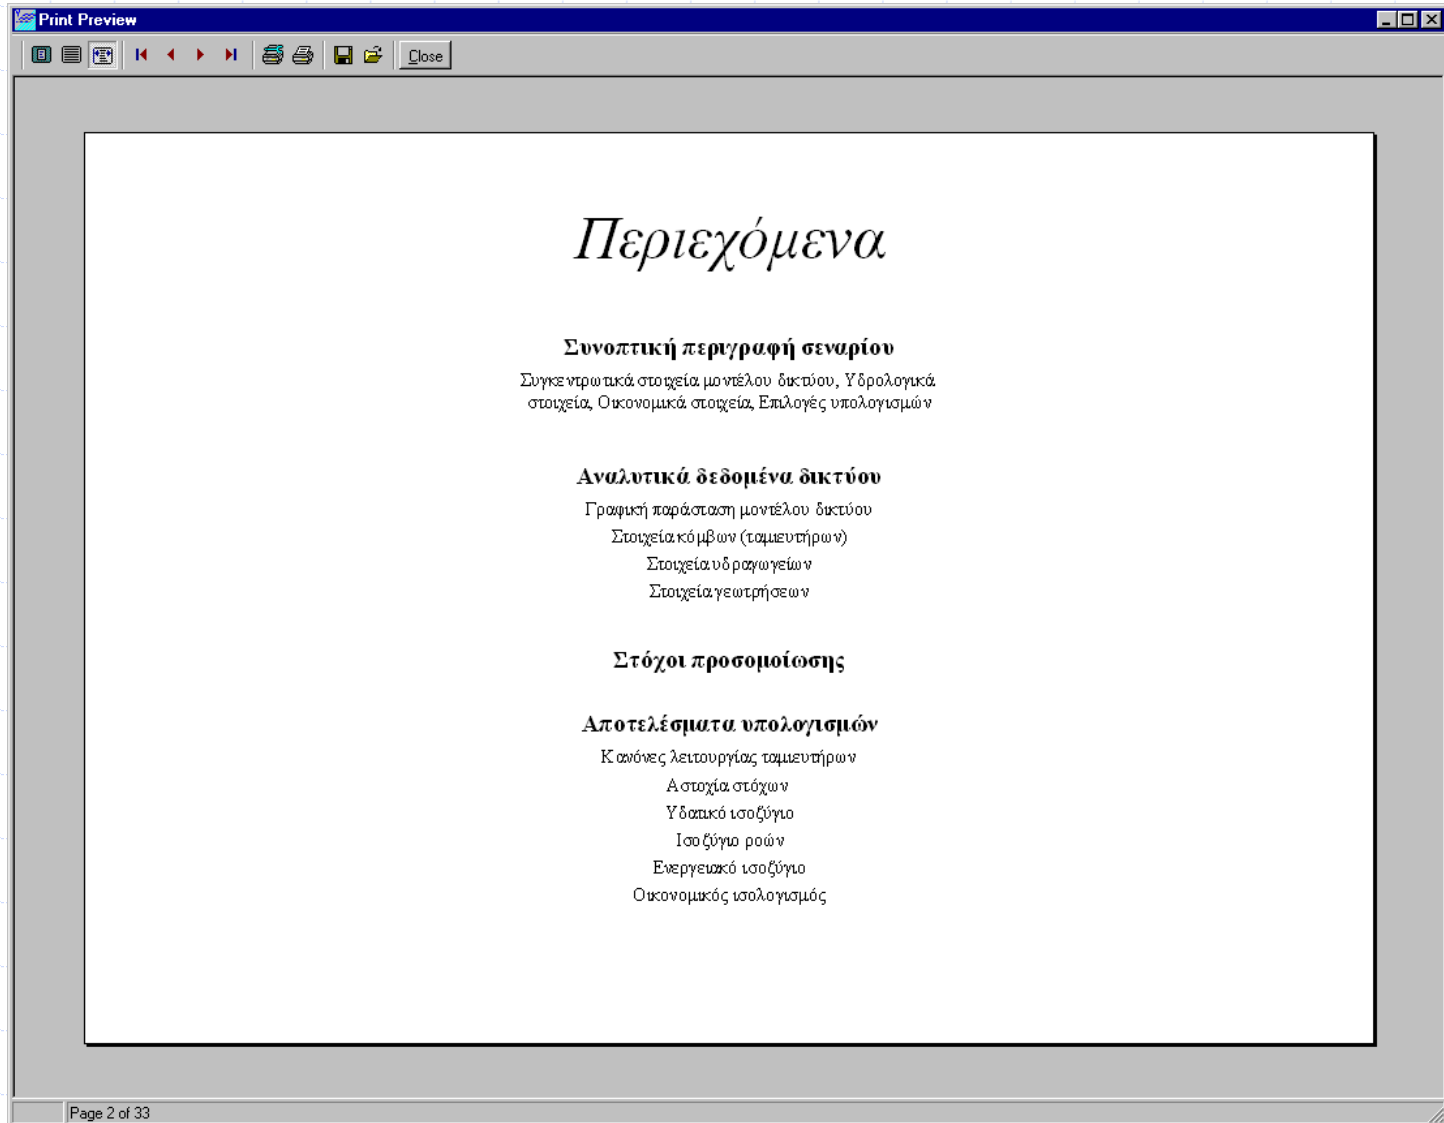 Print Preview
Close
Περιεχόμενα
Συνοπτική περιγραφή σεναρίου
Συγκεντρωτικά στοιχεία μοντέλου δικτύου, Υδρολογικά
στοιχεία, Οικονομικά στοιχεία, Επιλογές υπολογισμών
Αναλυτικά δεδομένα δικτύου
Γραφική παράσταση μοντέλου δικτύου
Στοιχεία κόμβων (ταμιευτήρων)
Στοιχεία υδραγωγείων
Στοιχεία γεωτρήσεων
Στόχοι προσομοίωσης
Αποτελέσματα υπολογισμών
Κανόνες λειτουργίας ταμιευτήρων
Αστοχία στόχων
Υδατικό ισοζύγιο
Ισοζύγιο ροών
Ενεργειακό ισοζύγιο
Οικονομικός ισολογισμός
Page 2 of 33